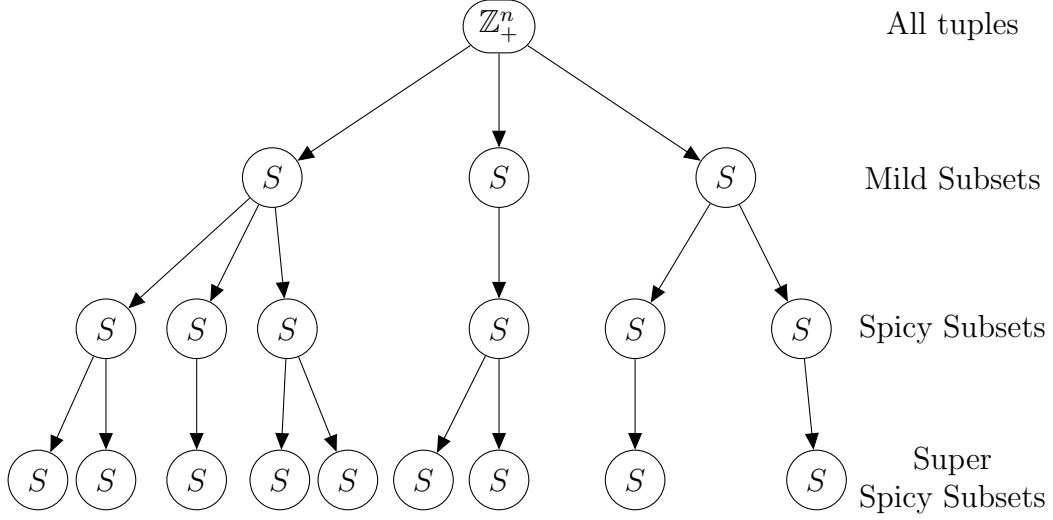 ℤ₊ⁿ All tuples
S S S Mild Subsets
S S S S S S Spicy Subsets
S S S S S S S S S Super
Spicy Subsets